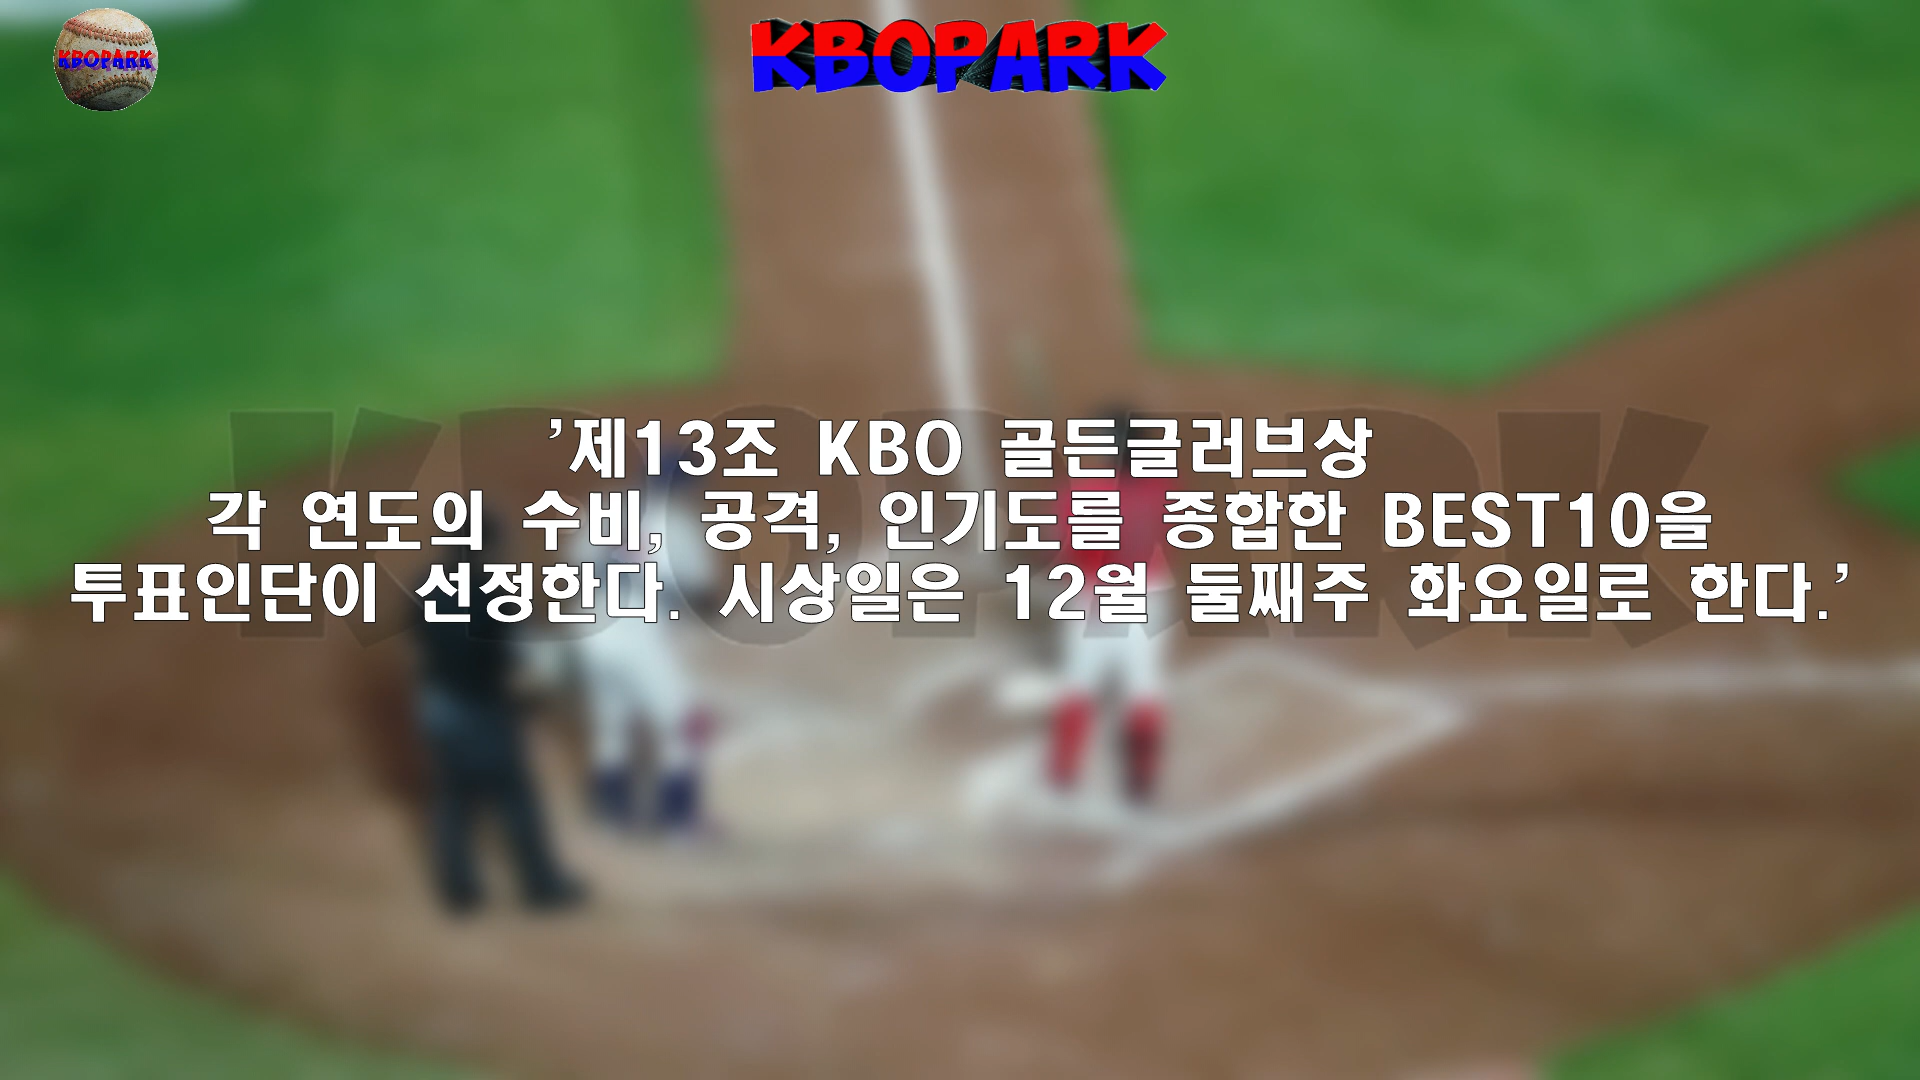 KBOPARK
KBOPARK
KBOPARK
’제13조 KBO 골든글러브상
각 연도의 수비, 공격, 인기도를 종합한 BEST10을
투표인단이 선정한다. 시상일은 12월 둘째주 화요일로 한다.’